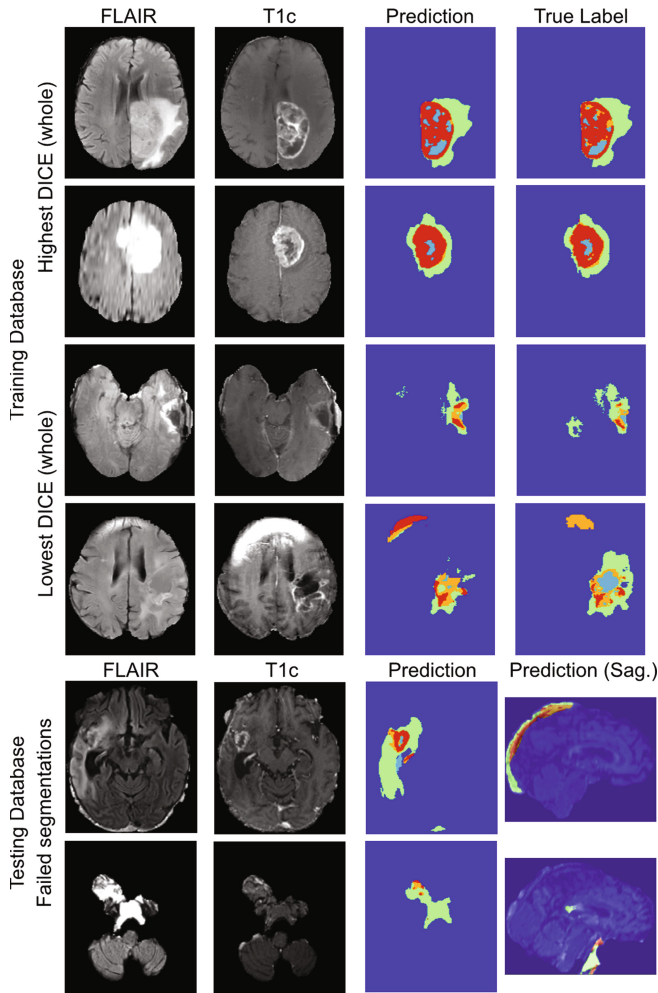 FLAIR T1c Prediction True Label
Training Database
Highest DICE (whole)
Lowest DICE (whole)
FLAIR T1c Prediction Prediction (Sag.)
Testing Database
Failed segmentations